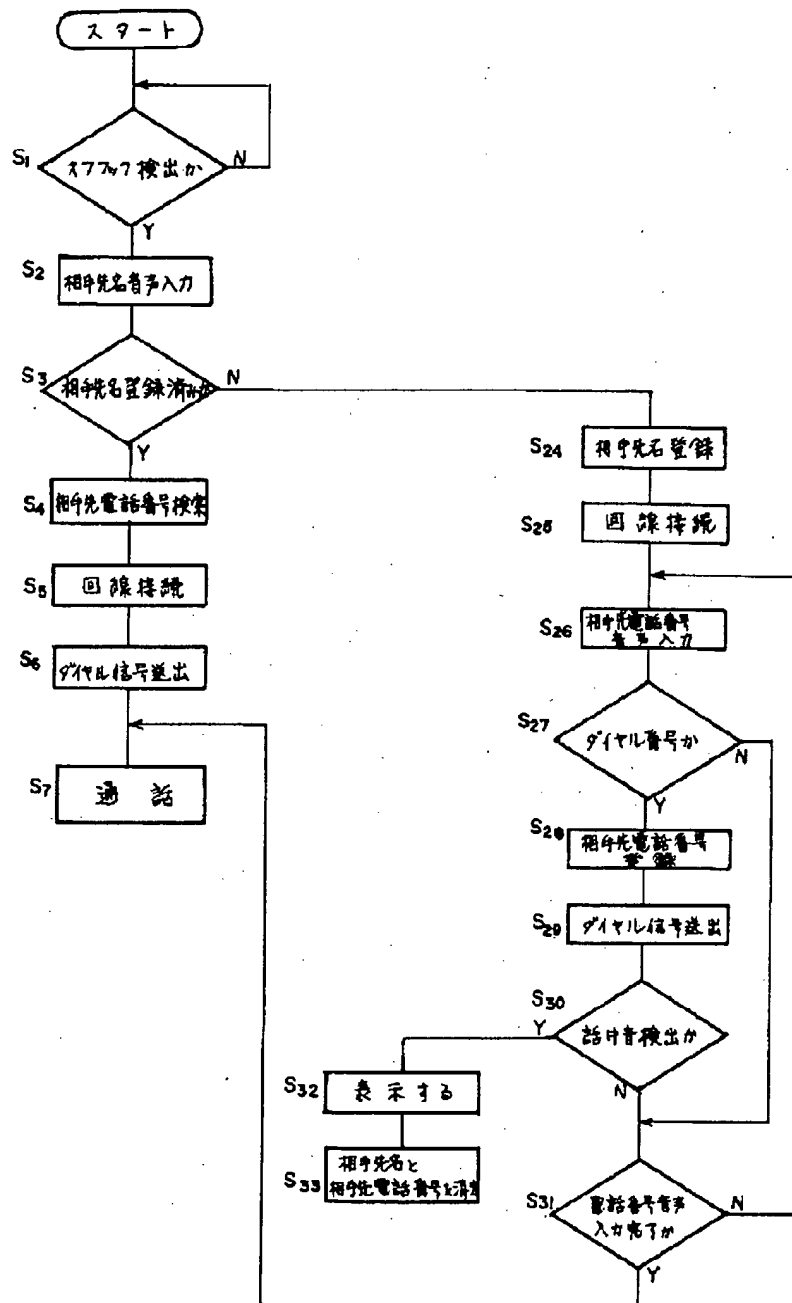 スタート
S1
オフフック検出か
N
Y
S2
相手先名音声入力
S3
相手先名登録済みか
N
Y
S4
相手先電話番号検索
S5
回線接続
S6
ダイヤル信号送出
S7
通話
S24
相手先名登録
S25
回線接続
S26
相手先電話番号
音声入力
S27
ダイヤル番号か
N
Y
S28
相手先電話番号
登録
S29
ダイヤル信号送出
S30
話中音検出か
Y
N
S32
表示する
S33
相手先名と
相手先電話番号を消去
S31
電話番号音声
入力完了か
N
Y